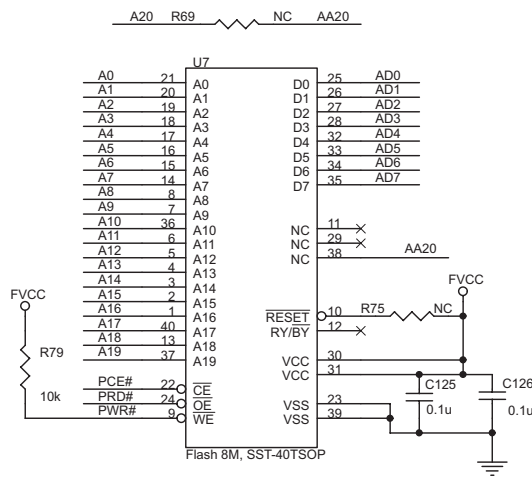 A20 R69 NC AA20
U7
A0 21 A0 D0 25 AD0
A1 20 A1 D1 26 AD1
A2 19 A2 D2 27 AD2
A3 18 A3 D3 28 AD3
A4 17 A4 D4 32 AD4
A5 16 A5 D5 33 AD5
A6 15 A6 D6 34 AD6
A7 14 A7 D7 35 AD7
A8 8 A8
A9 7 A9
A10 36 A10 NC 11
A11 6 A11 NC 29
A12 5 A12 NC 38 AA20
A13 4 A13
A14 3 A14
FVCC A15 2 A15 FVCC
A16 1 A16 RESET 10 R75 NC
A17 40 A17 RY/BY 12
A18 13 A18
R79 A19 37 A19 VCC 30
VCC 31
10k PCE# 22 CE C125 C126
PRD# 24 OE VSS 23 0.1u 0.1u
PWR# 9 WE VSS 39
Flash 8M, SST-40TSOP